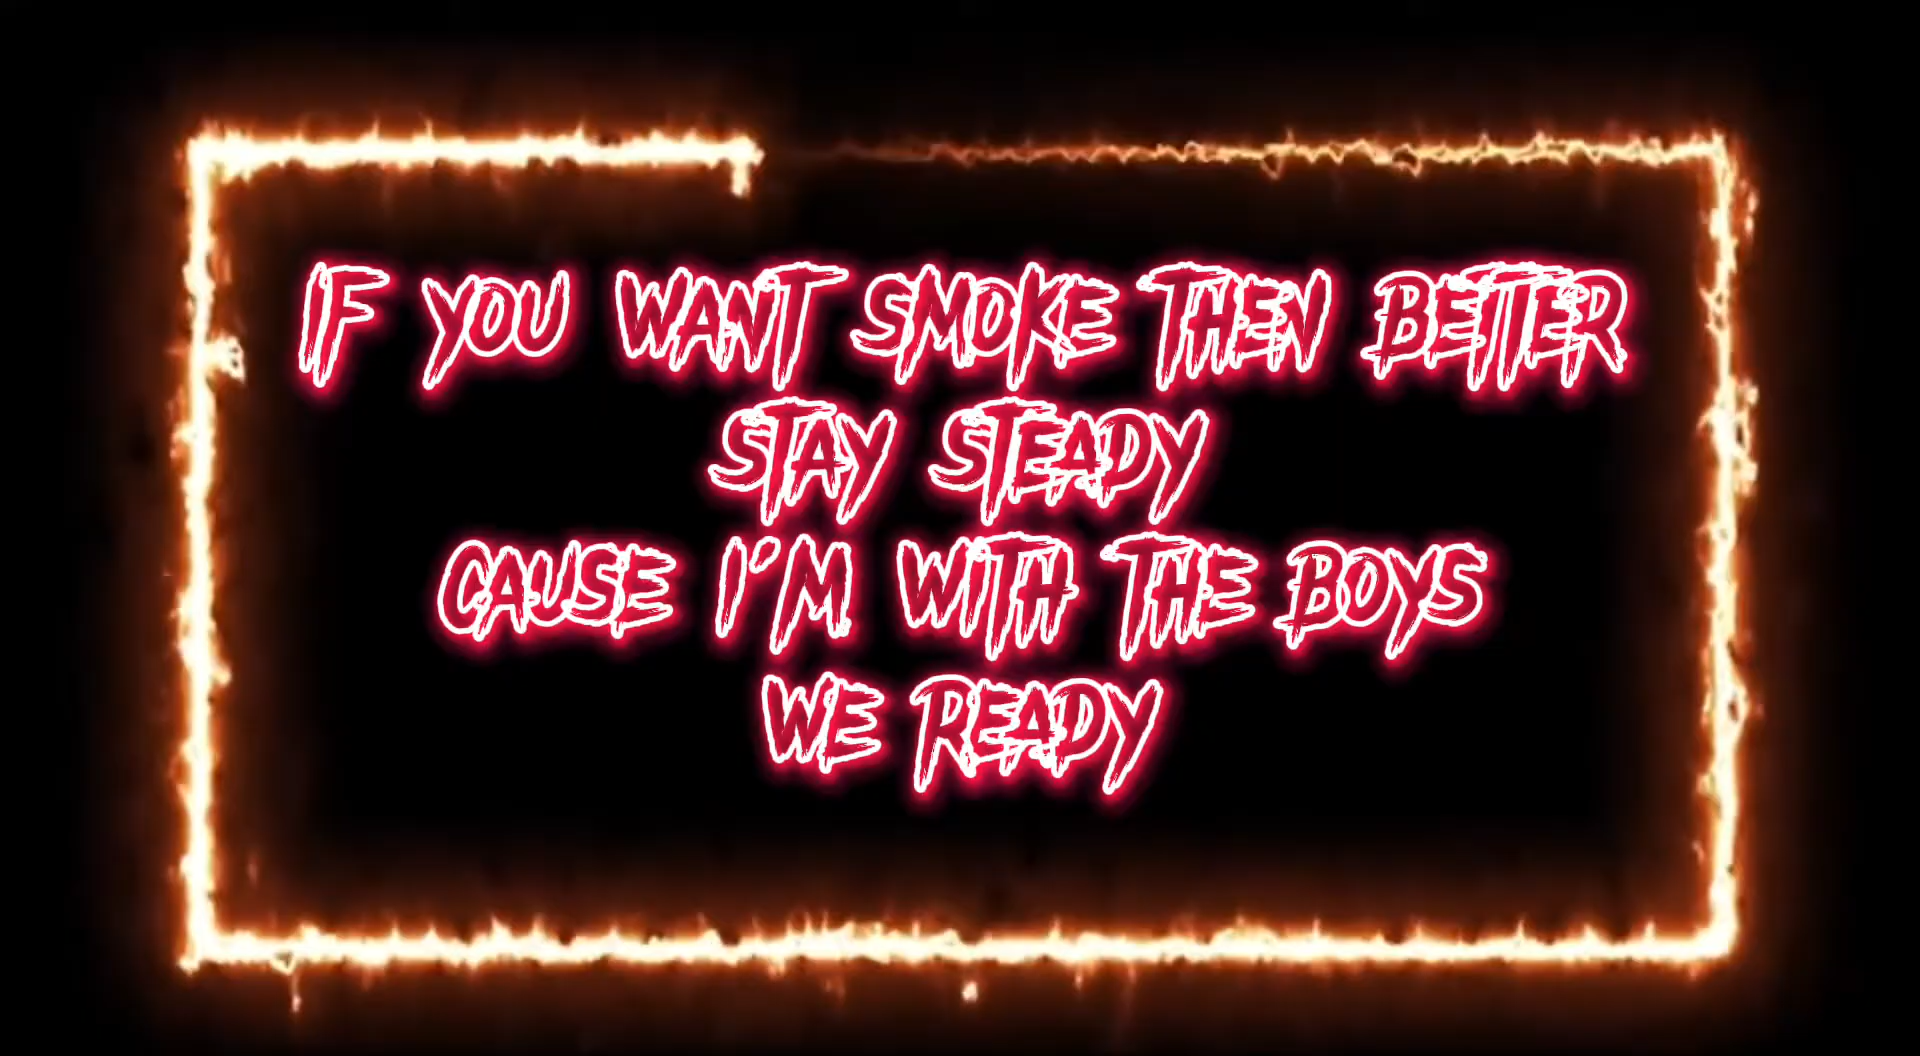 IF YOU WANT SMOKE THEN BETTER
STAY STEADY
CAUSE I'M WITH THE BOYS
WE READY